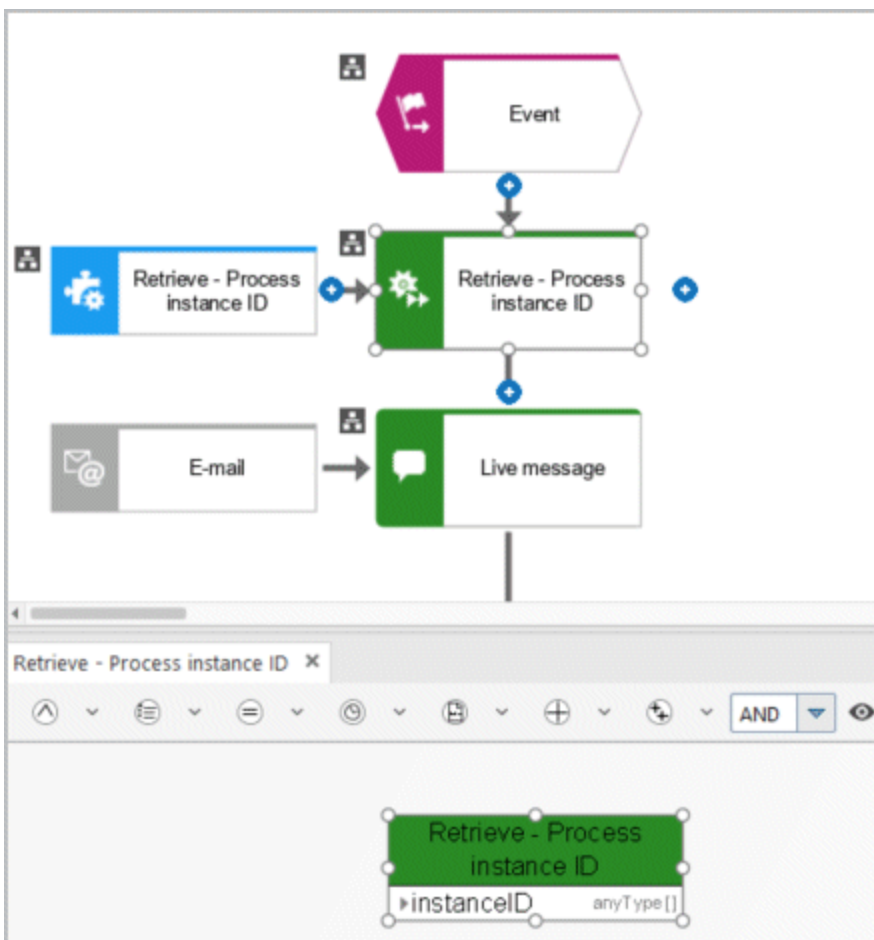 Event
Retrieve - Process
instance ID
Retrieve - Process
instance ID
E-mail
Live message
Retrieve - Process instance ID
AND
Retrieve - Process
instance ID
instanceID anyType[]